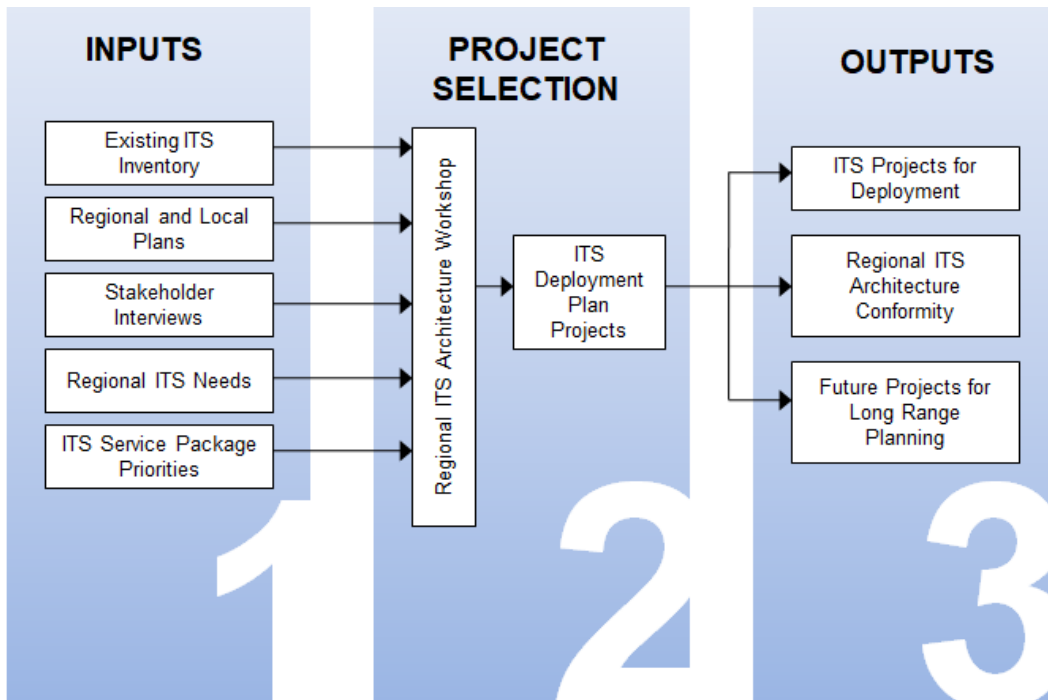 INPUTS
Existing ITS
Inventory
Regional and Local
Plans
Stakeholder
Interviews
Regional ITS Needs
ITS Service Package
Priorities
1
PROJECT
SELECTION
Regional ITS Architecture Workshop
ITS
Deployment
Plan
Projects
2
OUTPUTS
ITS Projects for
Deployment
Regional ITS
Architecture
Conformity
Future Projects for
Long Range
Planning
3